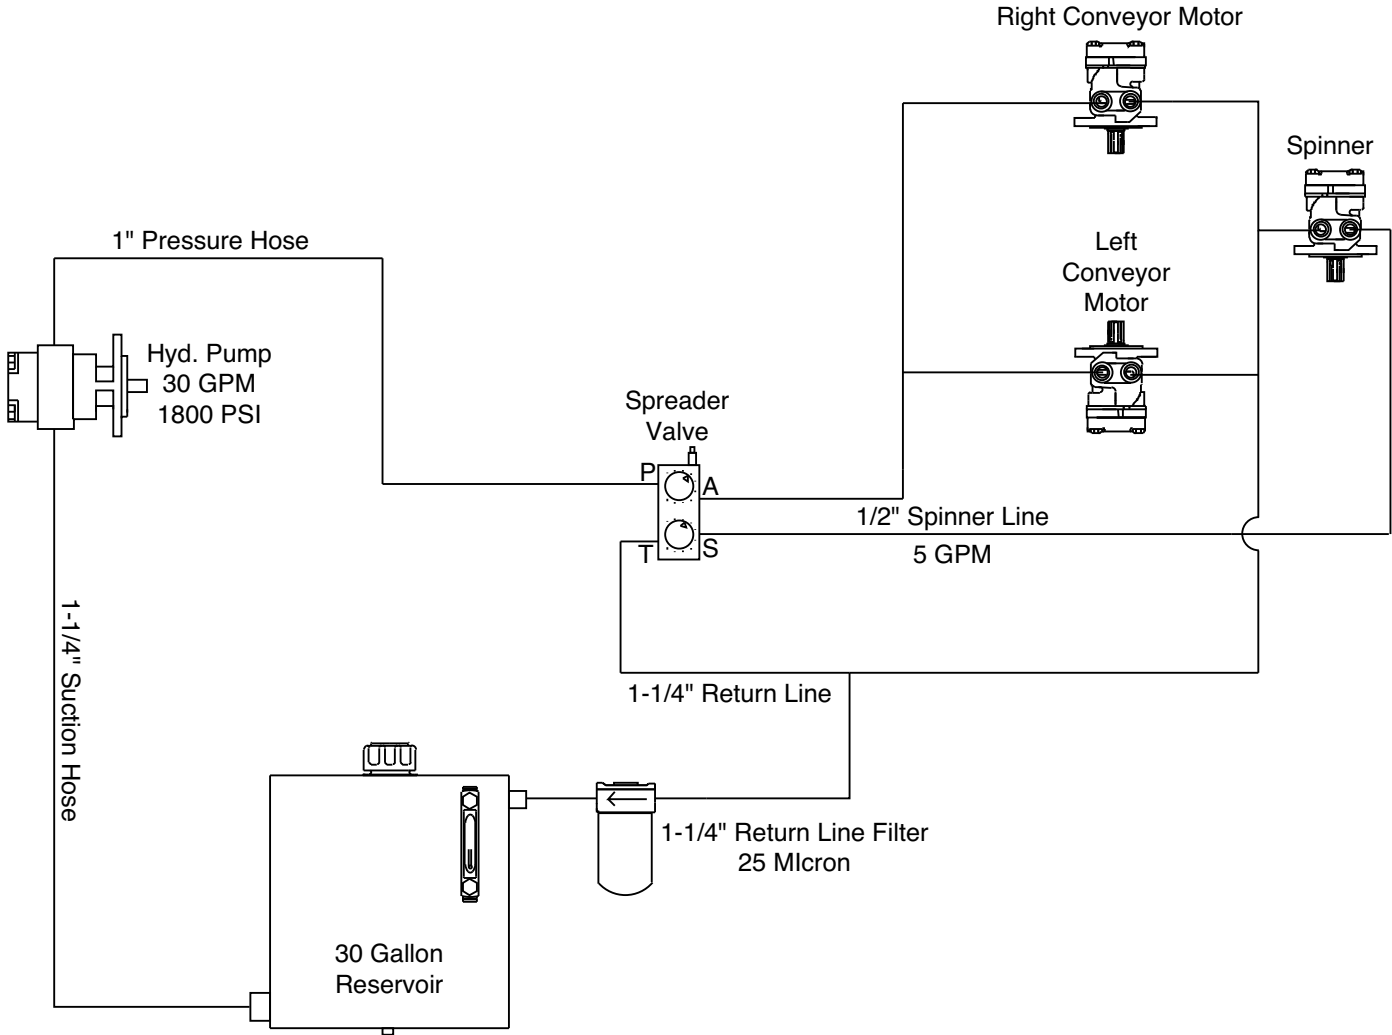 Right Conveyor Motor
Spinner
1" Pressure Hose
Left
Conveyor
Motor
Hyd. Pump
30 GPM
1800 PSI
Spreader
Valve
P
A
1/2" Spinner Line
T
S
5 GPM
1-1/4" Suction Hose
1-1/4" Return Line
1-1/4" Return Line Filter
25 MIcron
30 Gallon
Reservoir